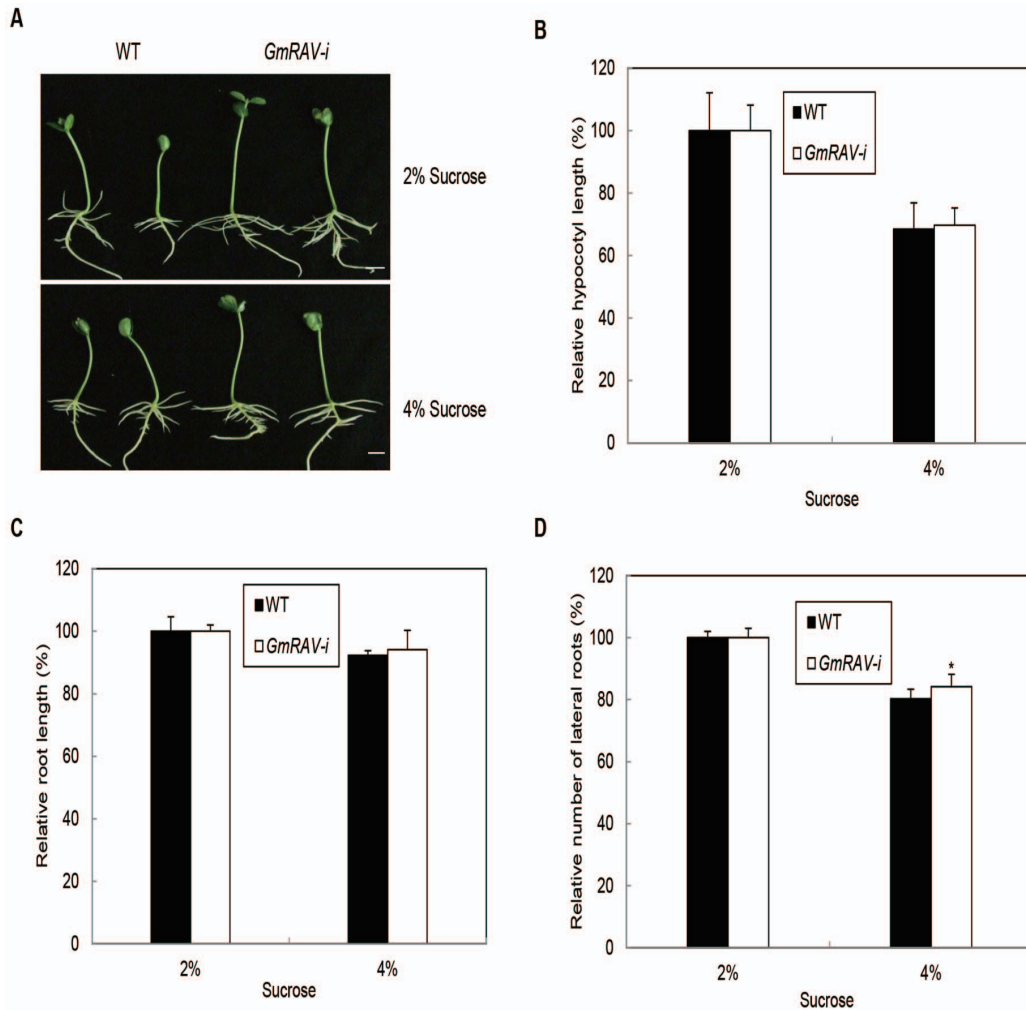 A
WT GmRAV-i
2% Sucrose
4% Sucrose
B
Relative hypocotyl length (%)
120
100
80
60
40
20
0
WT
GmRAV-i
2% 4%
Sucrose
C
Relative root length (%)
120
100
80
60
40
20
0
WT
GmRAV-i
2% 4%
Sucrose
D
Relative number of lateral roots (%)
120
100
80
60
40
20
0
WT
GmRAV-i
*
2% 4%
Sucrose